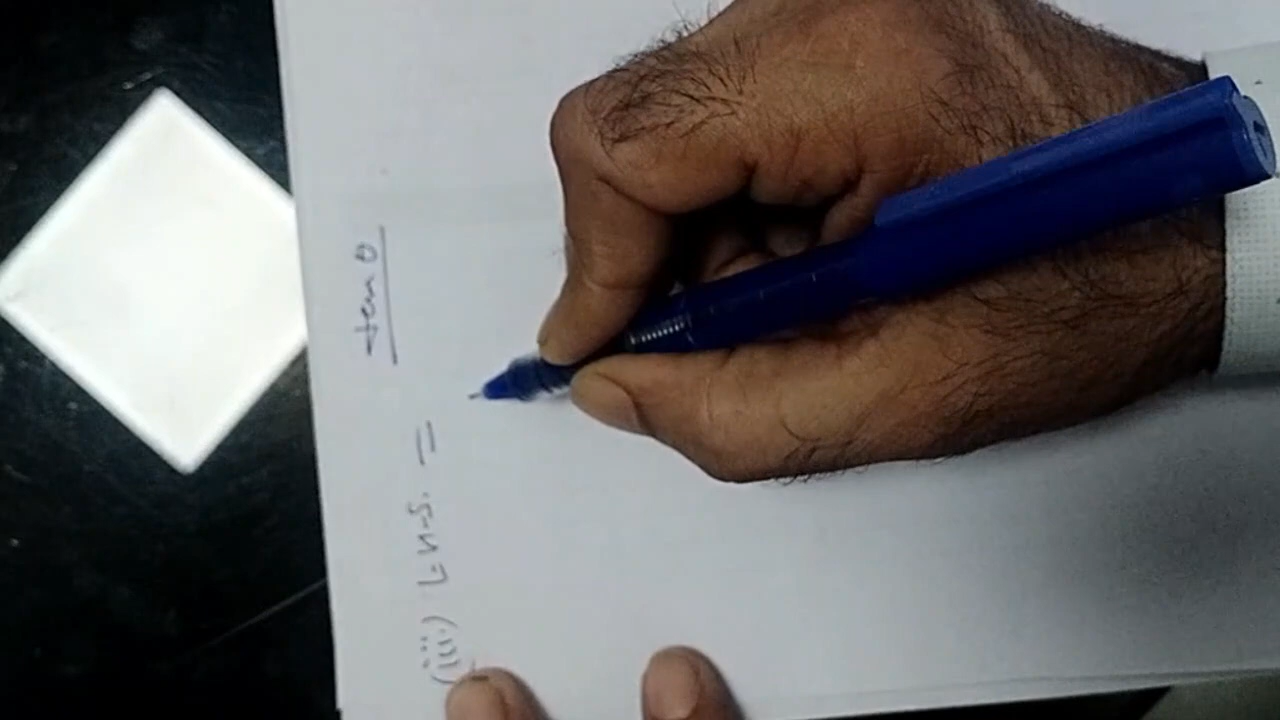 (iii) L.H.S. = tan θ